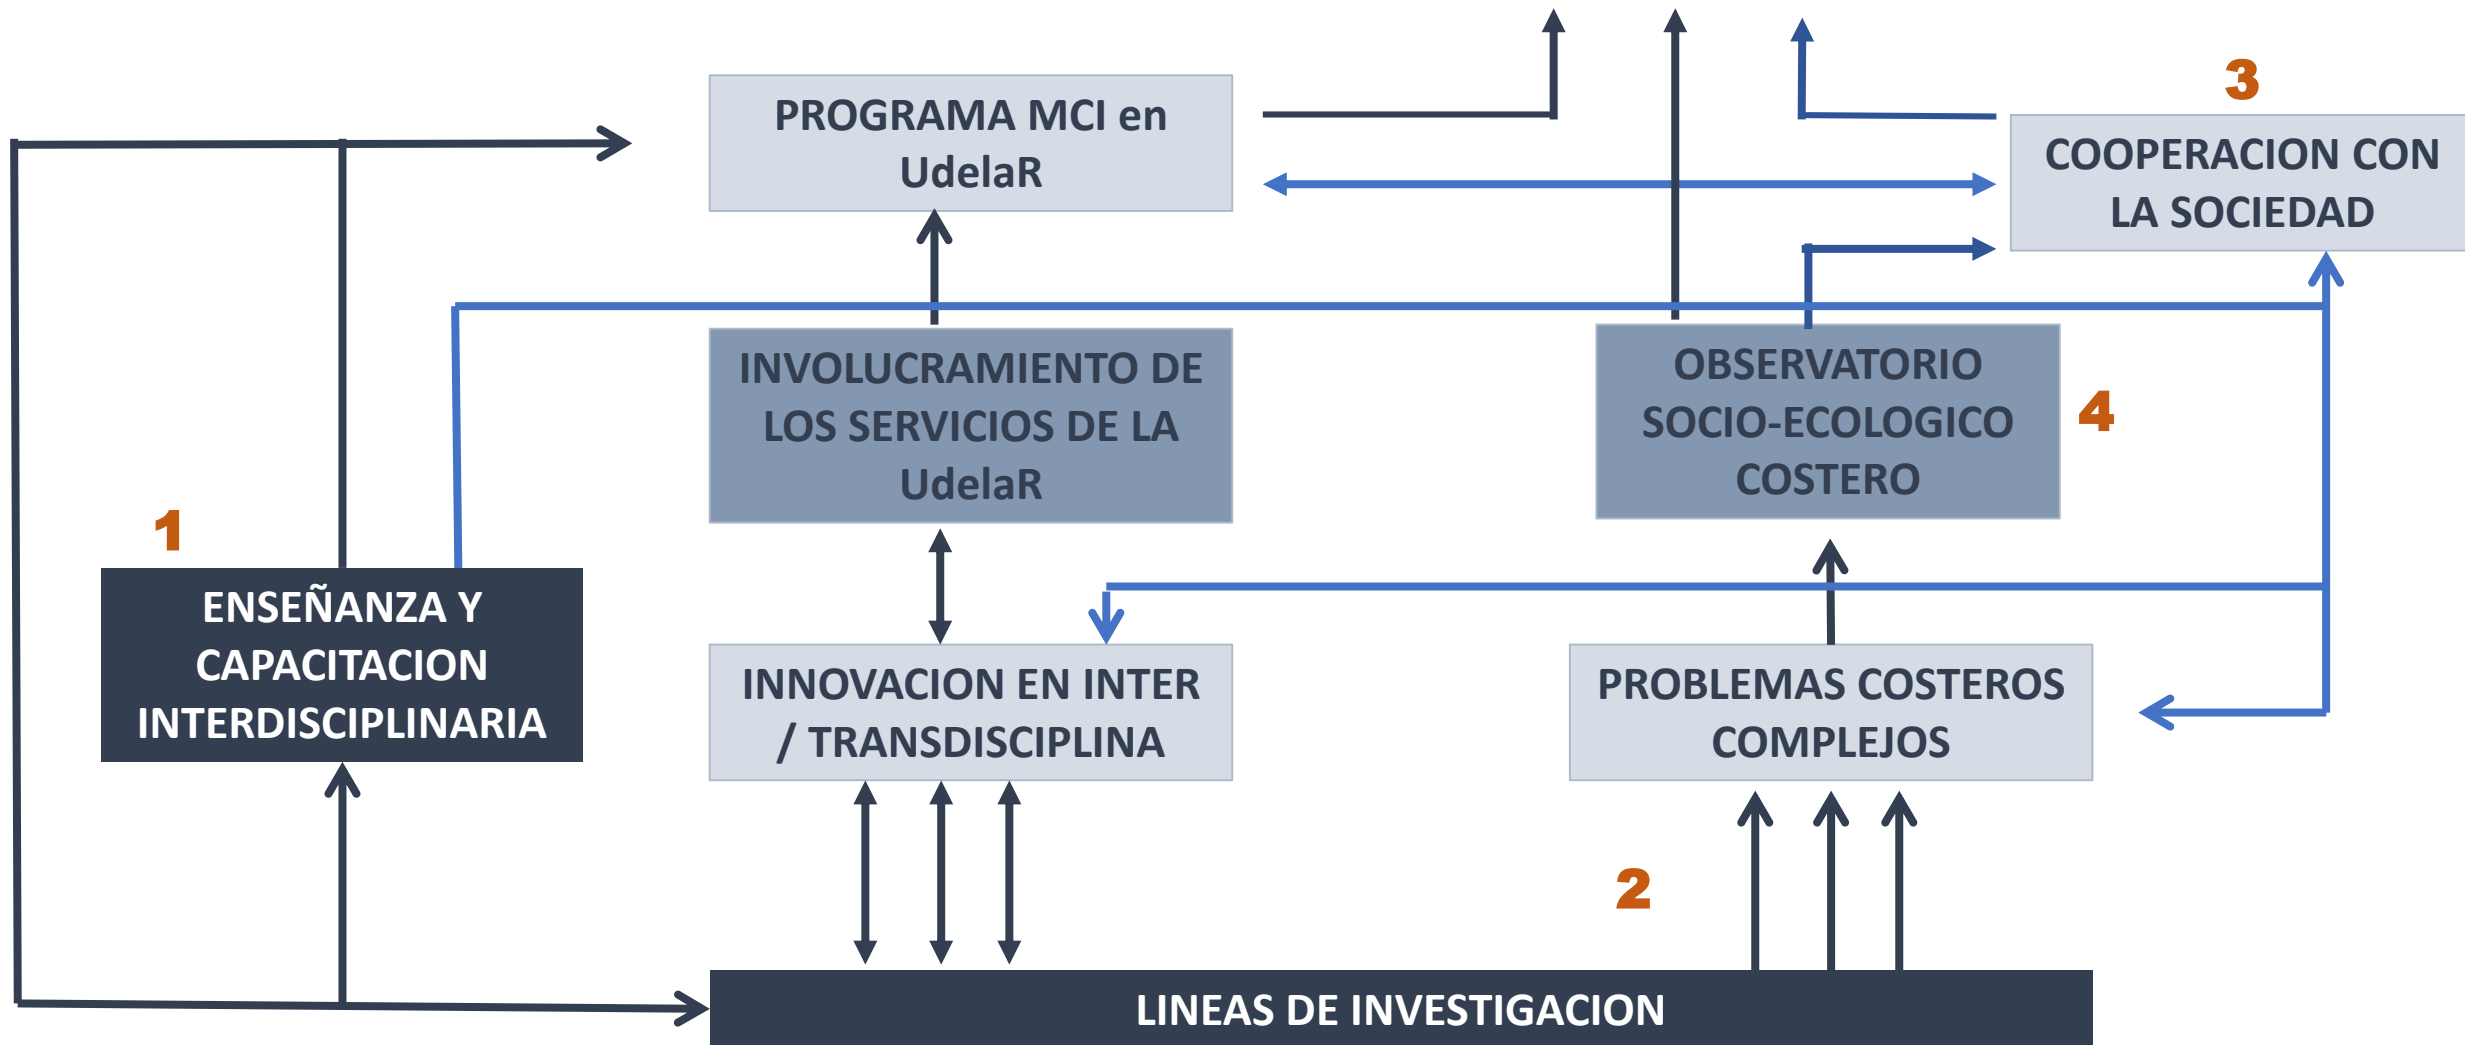 3
PROGRAMA MCI en
UdelaR
COOPERACION CON
LA SOCIEDAD
INVOLUCRAMIENTO DE
LOS SERVICIOS DE LA
UdelaR
OBSERVATORIO
SOCIO-ECOLOGICO
COSTERO
4
1
ENSEÑANZA Y
CAPACITACION
INTERDISCIPLINARIA
INNOVACION EN INTER
/ TRANSDISCIPLINA
PROBLEMAS COSTEROS
COMPLEJOS
2
LINEAS DE INVESTIGACION